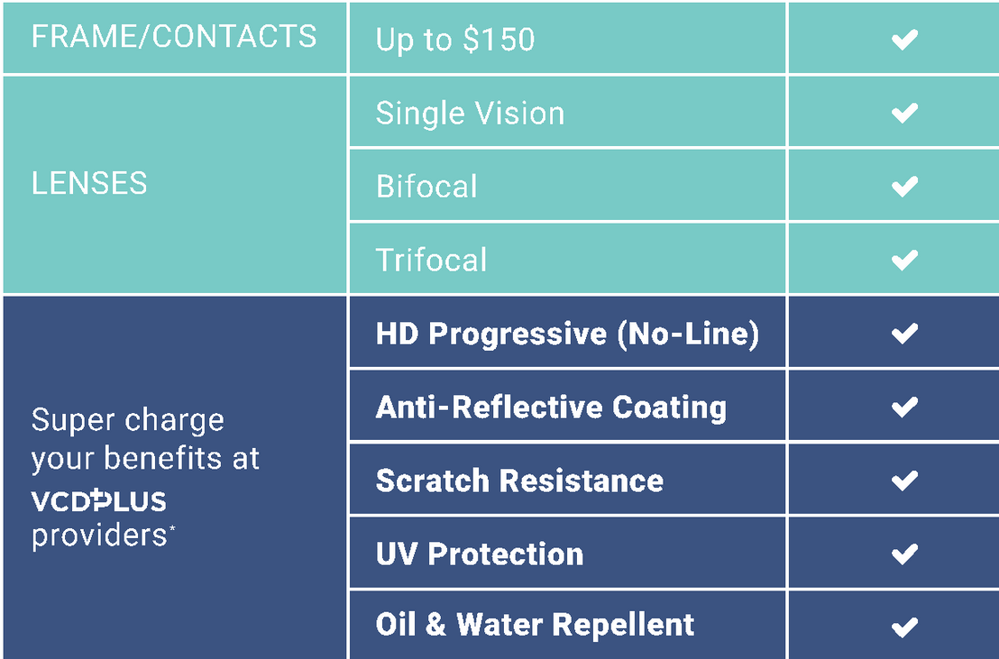 FRAME/CONTACTS
Up to $150 ✓
Single Vision ✓
LENSES
Bifocal ✓
Trifocal ✓
HD Progressive (No-Line) ✓
Anti-Reflective Coating ✓
Super charge
your benefits at
VCDPLUS
providers*
Scratch Resistance ✓
UV Protection ✓
Oil & Water Repellent ✓